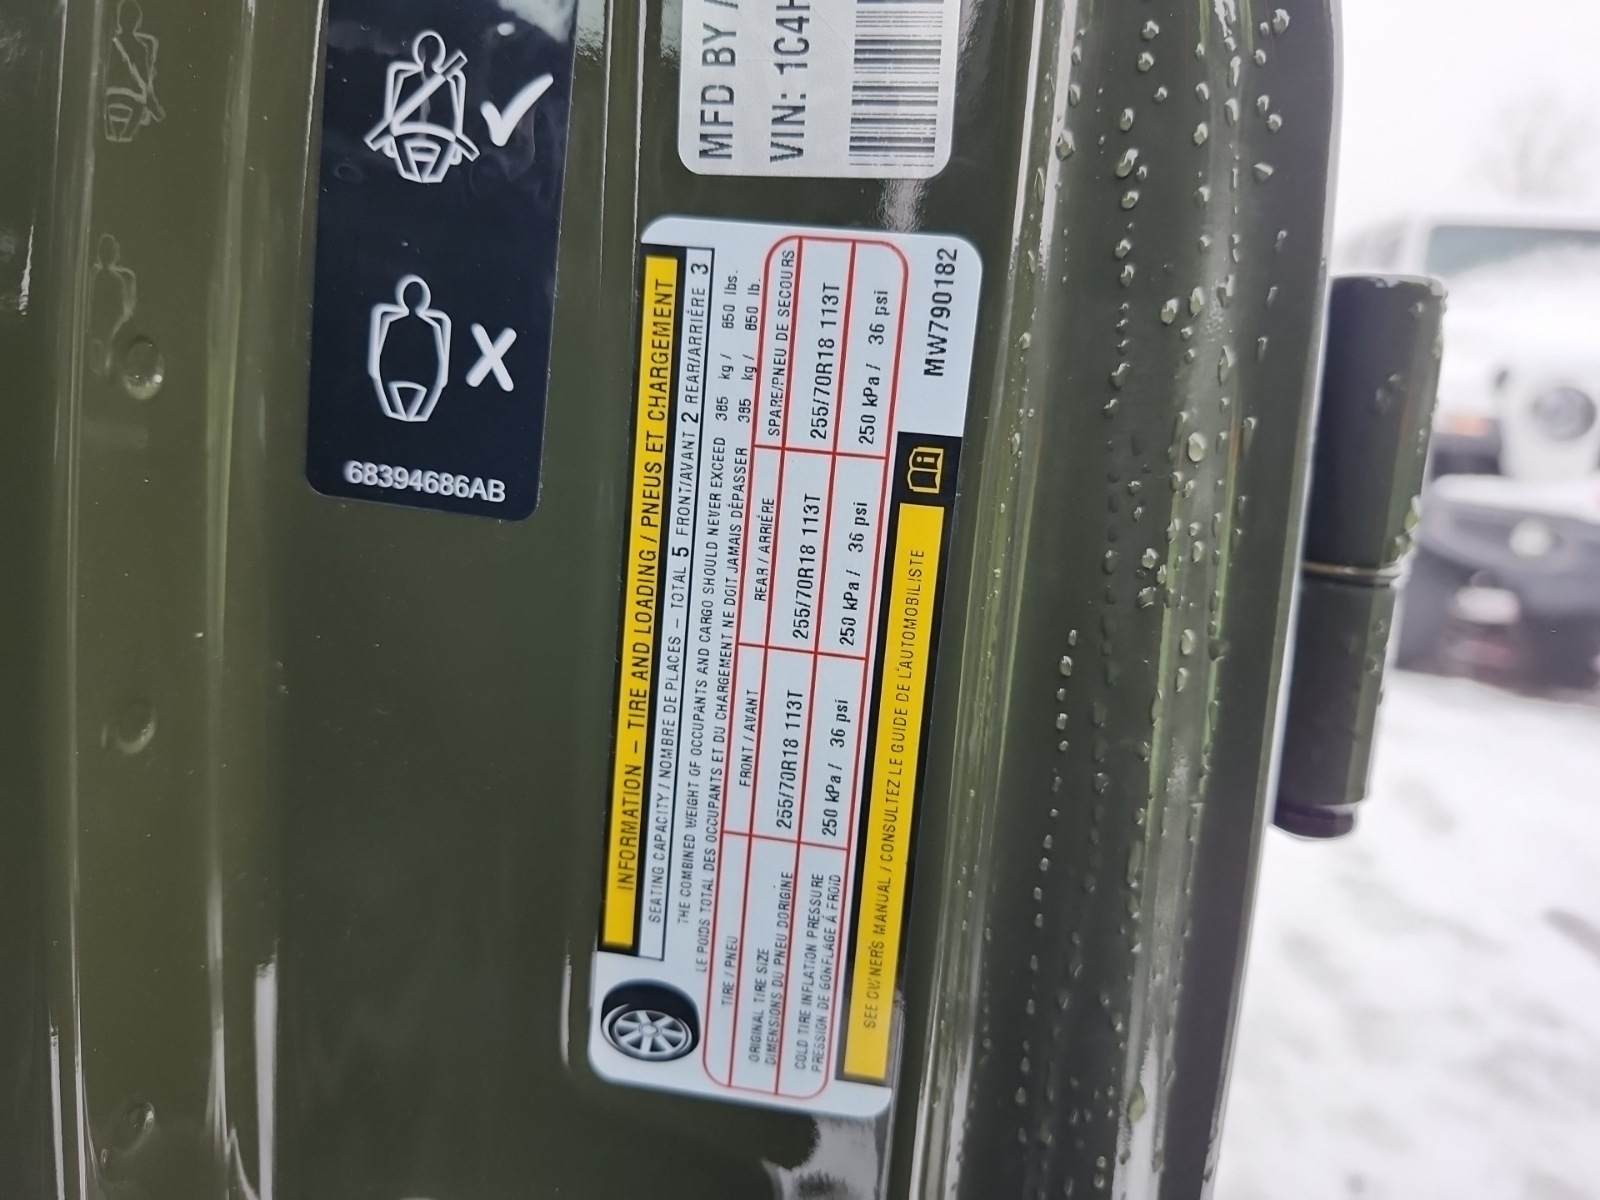 68394686AB
MFD BY
VIN: 1C4
INFORMATION – TIRE AND LOADING / PNEUS ET CHARGEMENT
SEATING CAPACITY / NOMBRE DE PLACES – TOTAL 5 FRONT/AVANT 2 REAR/ARRIÈRE 3
THE COMBINED WEIGHT OF OCCUPANTS AND CARGO SHOULD NEVER EXCEED 385 kg / 850 lbs.
LE POIDS TOTAL DES OCCUPANTS ET DU CHARGEMENT NE DOIT JAMAIS DÉPASSER 385 kg / 850 lb.
TIRE / PNEU FRONT / AVANT REAR / ARRIÉRE SPARE/PNEU DE SECOURS
ORIGINAL TIRE SIZE
DIMENSIONS DU PNEU DORIGINE
255/70R18 113T 255/70R18 113T 255/70R18 113T
COLD TIRE INFLATION PRESSURE
PRESSION DE GONFLAGE À FROID
250 kPa / 36 psi 250 kPa / 36 psi 250 kPa / 36 psi
SEE OWNER'S MANUAL / CONSULTEZ LE GUIDE DE L'AUTOMOBILISTE
MW790182